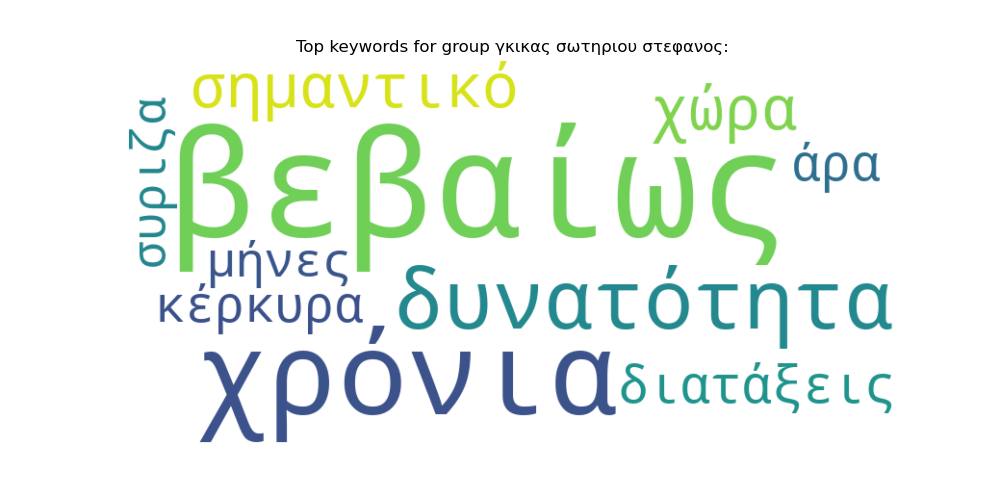 Top keywords for group γκικας σωτηριου στεφανος:
σημαντικό
χώρα
άρα
συριζα
βεβαίως
μήνες
κέρκυρα
δυνατότητα
χρόνια
διατάξεις